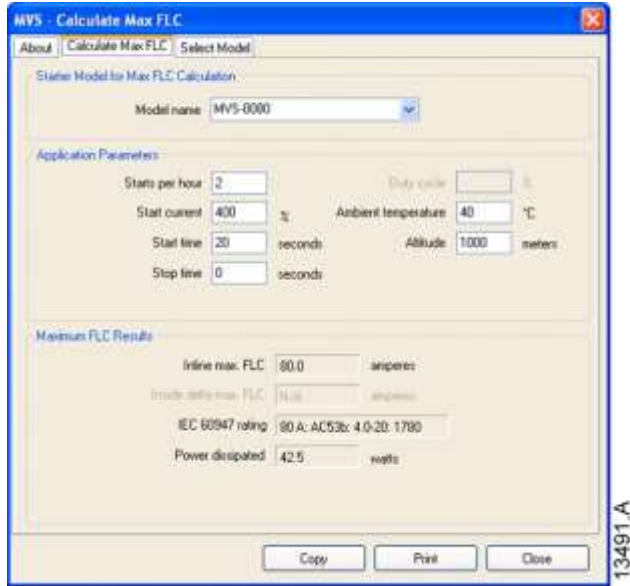 MVS - Calculate Max FLC
About Calculate Max FLC Select Model
Starter Model for Max FLC Calculation
Model name MVS-0080
Application Parameters
Starts per hour 2 Duty cycle %
Start current 400 % Ambient temperature 40 °C
Start time 20 seconds Altitude 1000 meters
Stop time 0 seconds
Maximum FLC Results
Inline max. FLC 80.0 amperes
Inside delta max. FLC N/A amperes
IEC 60947 rating 80 A: AC53b: 4.0-20: 1780
Power dissipated 42.5 watts
Copy Print Close
13491.A